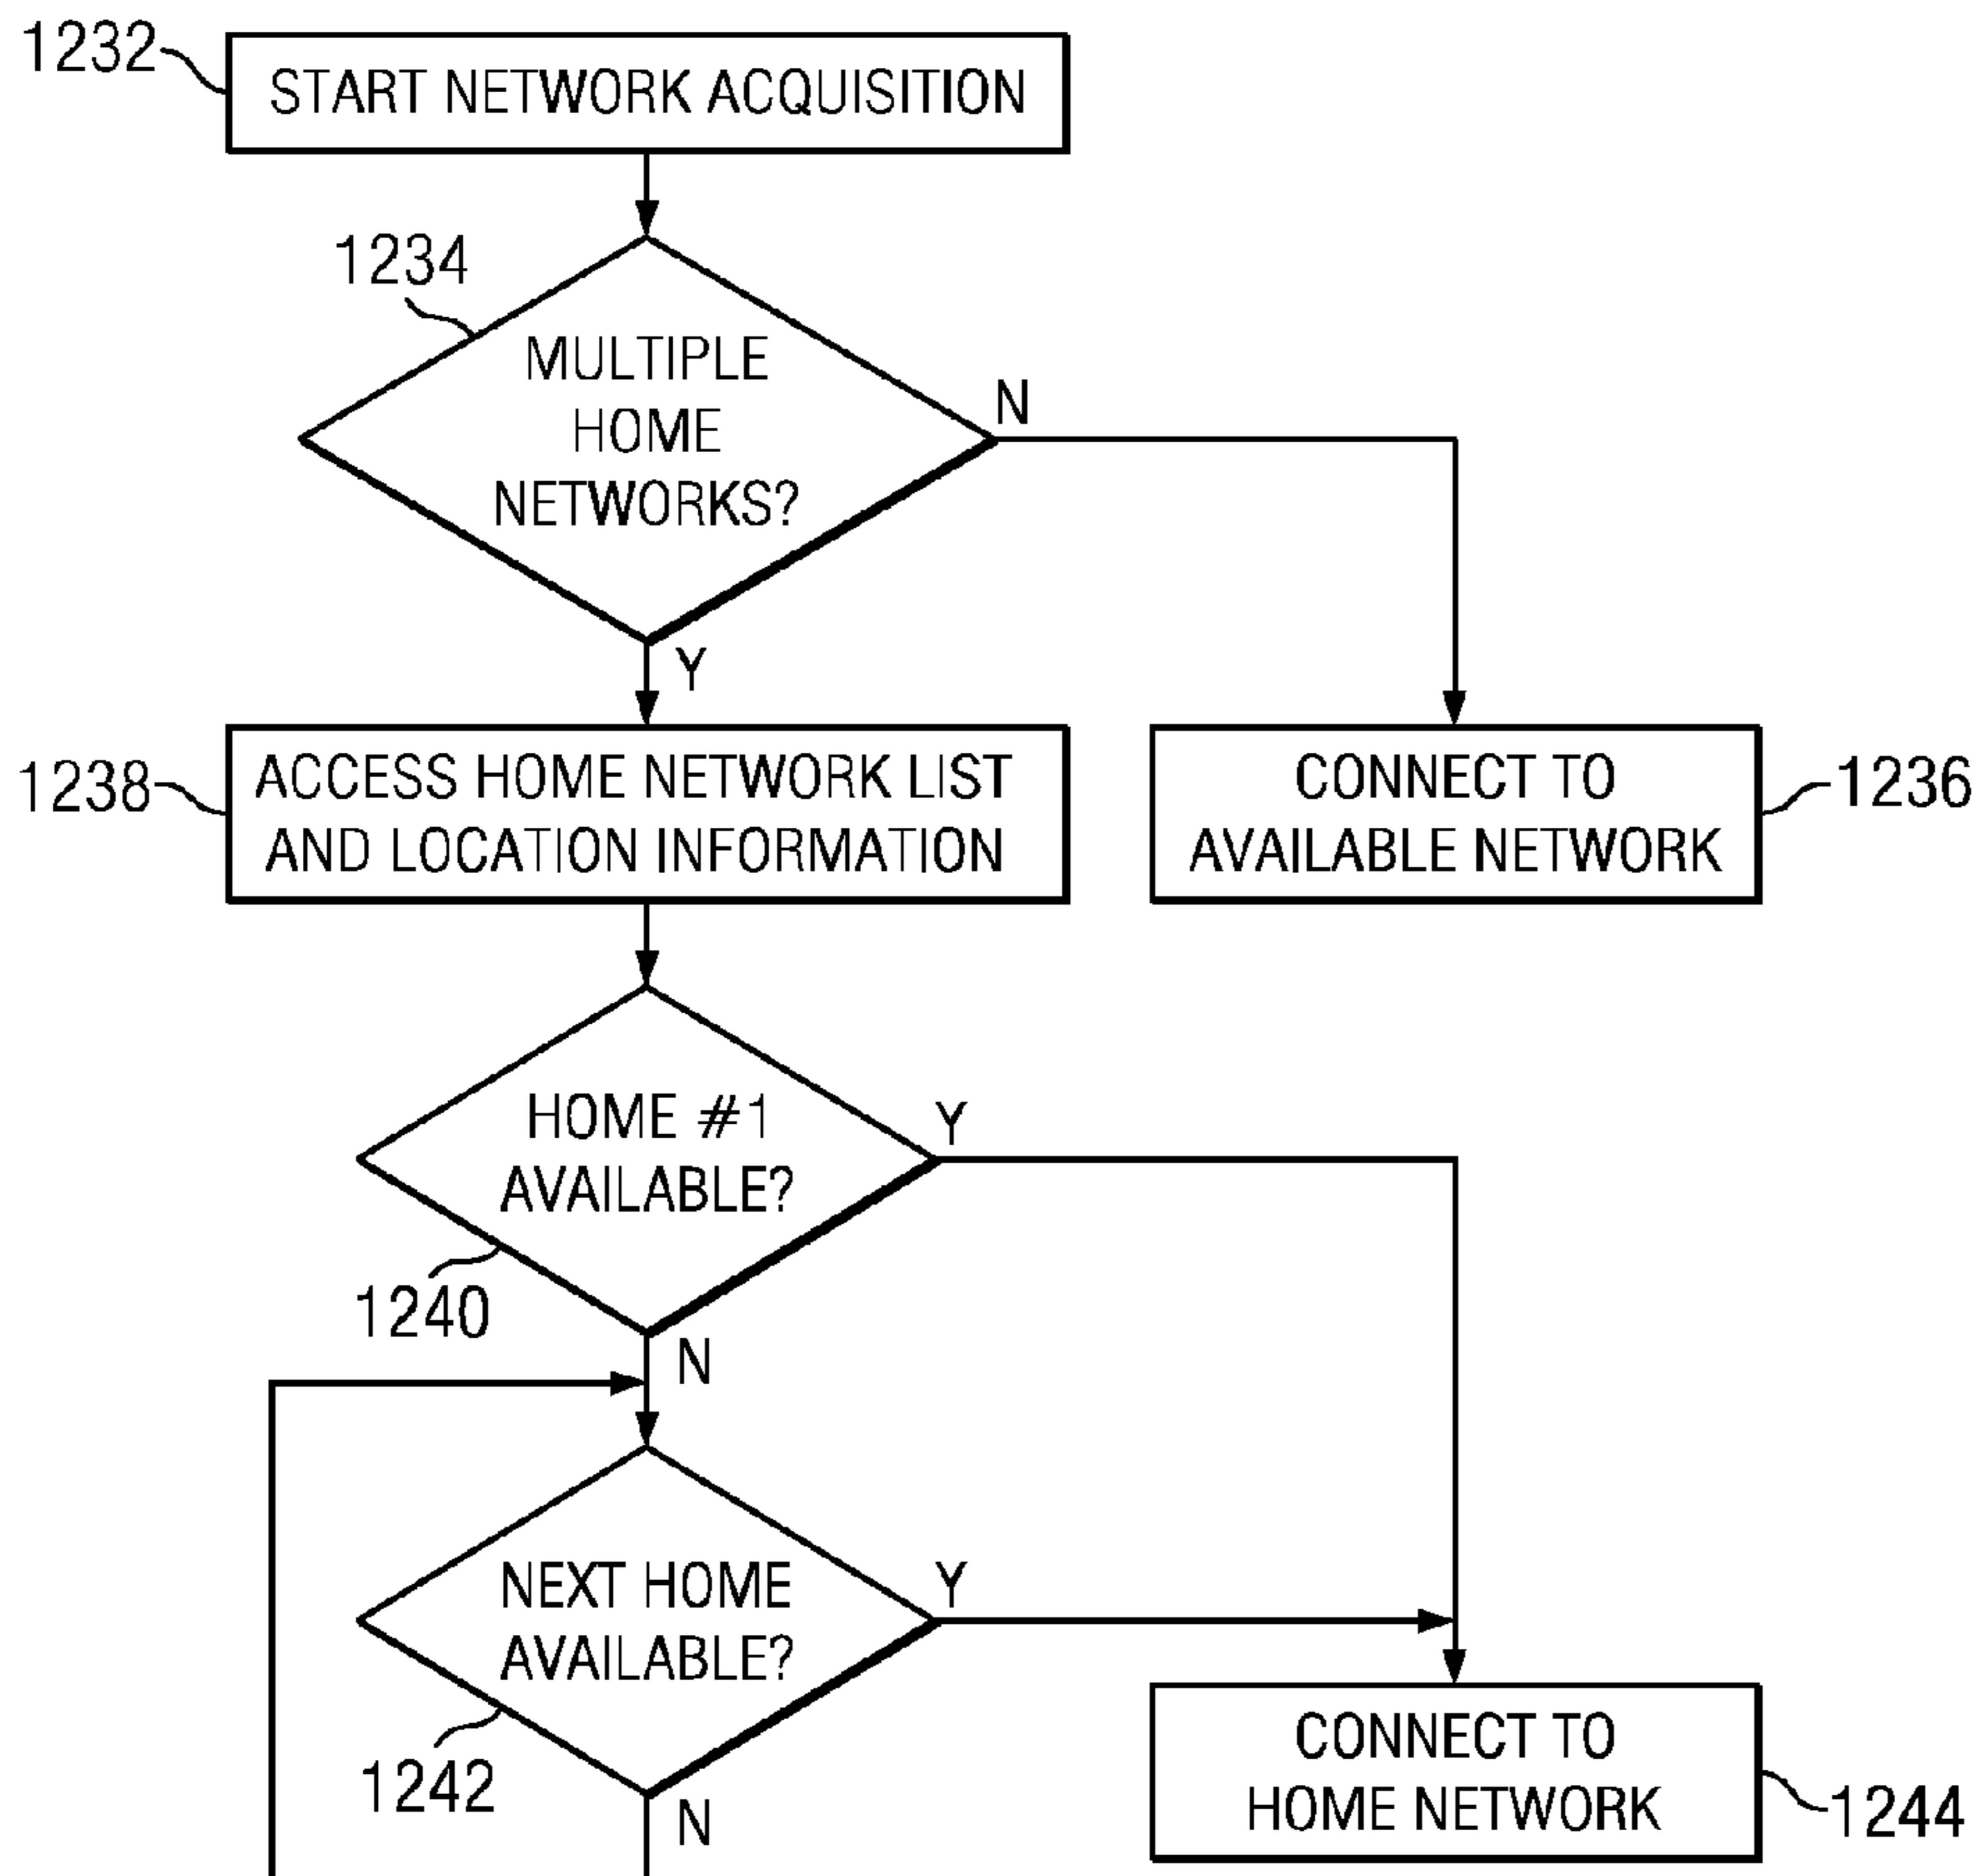 1232
START NETWORK ACQUISITION
1234
MULTIPLE
HOME
NETWORKS?
N
Y
1238
ACCESS HOME NETWORK LIST
AND LOCATION INFORMATION
CONNECT TO
AVAILABLE NETWORK
1236
HOME #1
AVAILABLE?
Y
1240
N
NEXT HOME
AVAILABLE?
Y
1242
N
CONNECT TO
HOME NETWORK
1244